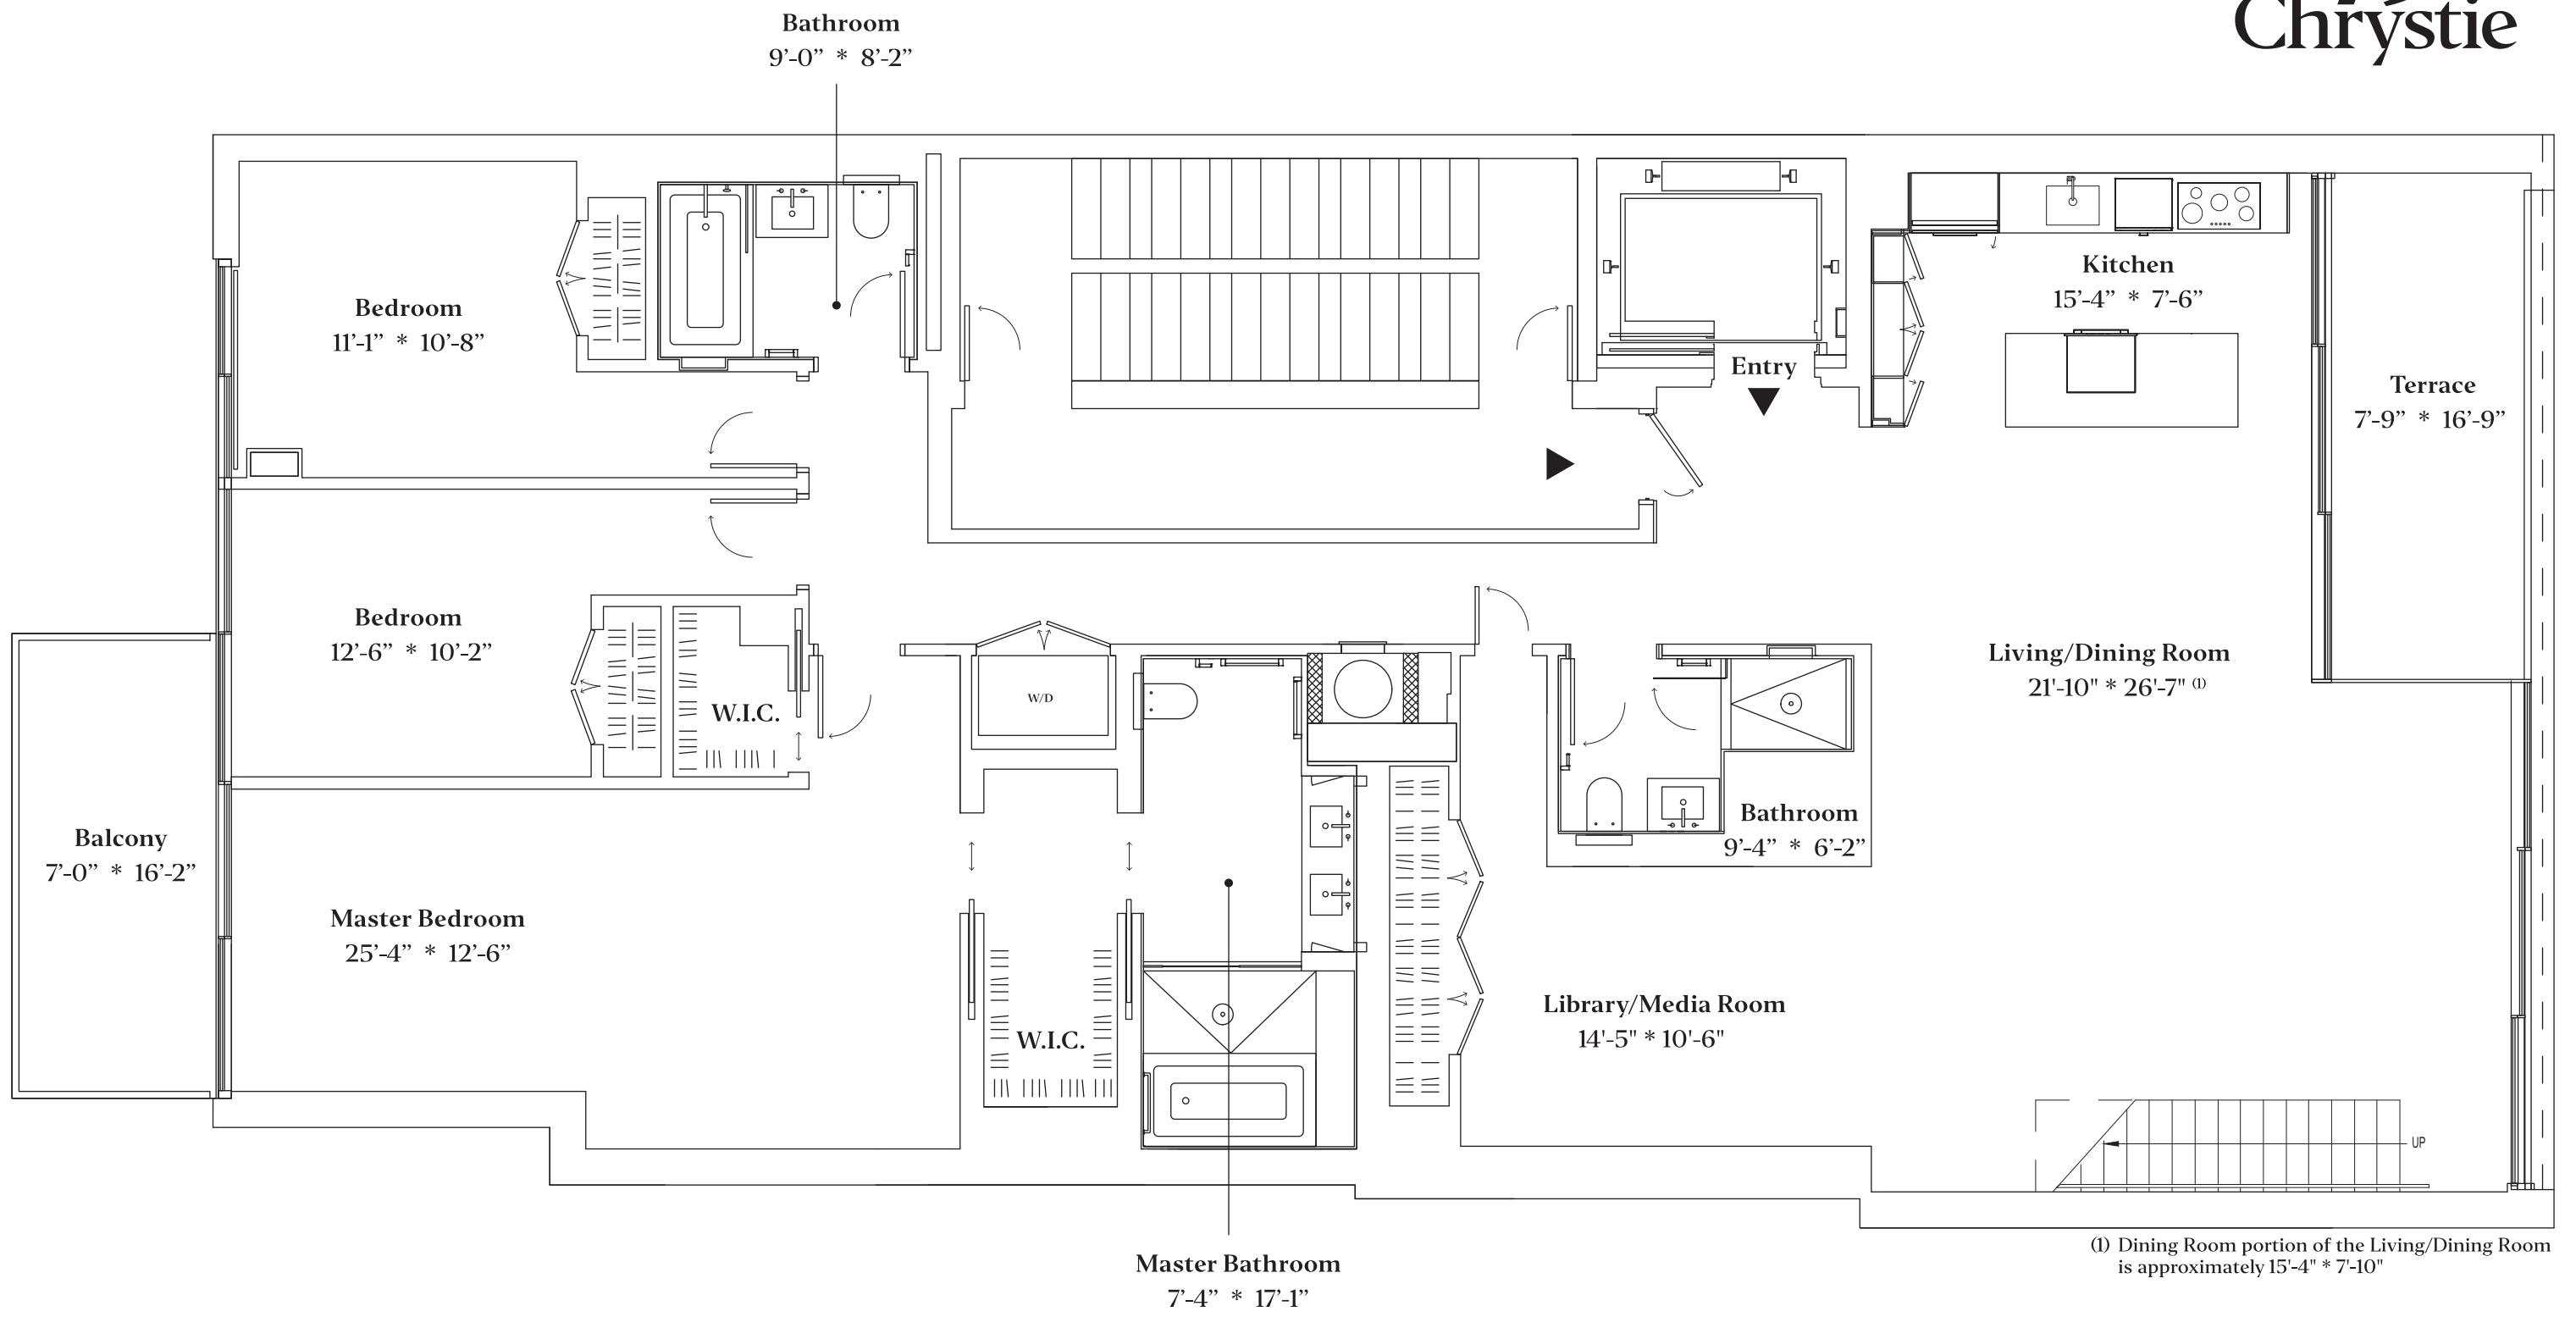 Chrystie
Bathroom
9’-0” * 8’-2”
Bedroom
11’-1” * 10’-8”
Entry
Kitchen
15’-4” * 7’-6”
Terrace
7’-9” * 16’-9”
Bedroom
12’-6” * 10’-2”
W.I.C.
W/D
Living/Dining Room
21'-10" * 26'-7" (1)
Balcony
7’-0” * 16’-2”
Bathroom
9’-4” * 6’-2”
Master Bedroom
25’-4” * 12’-6”
W.I.C.
Library/Media Room
14'-5" * 10'-6"
UP
Master Bathroom
7’-4” * 17’-1”
(1) Dining Room portion of the Living/Dining Room
is approximately 15'-4" * 7'-10"